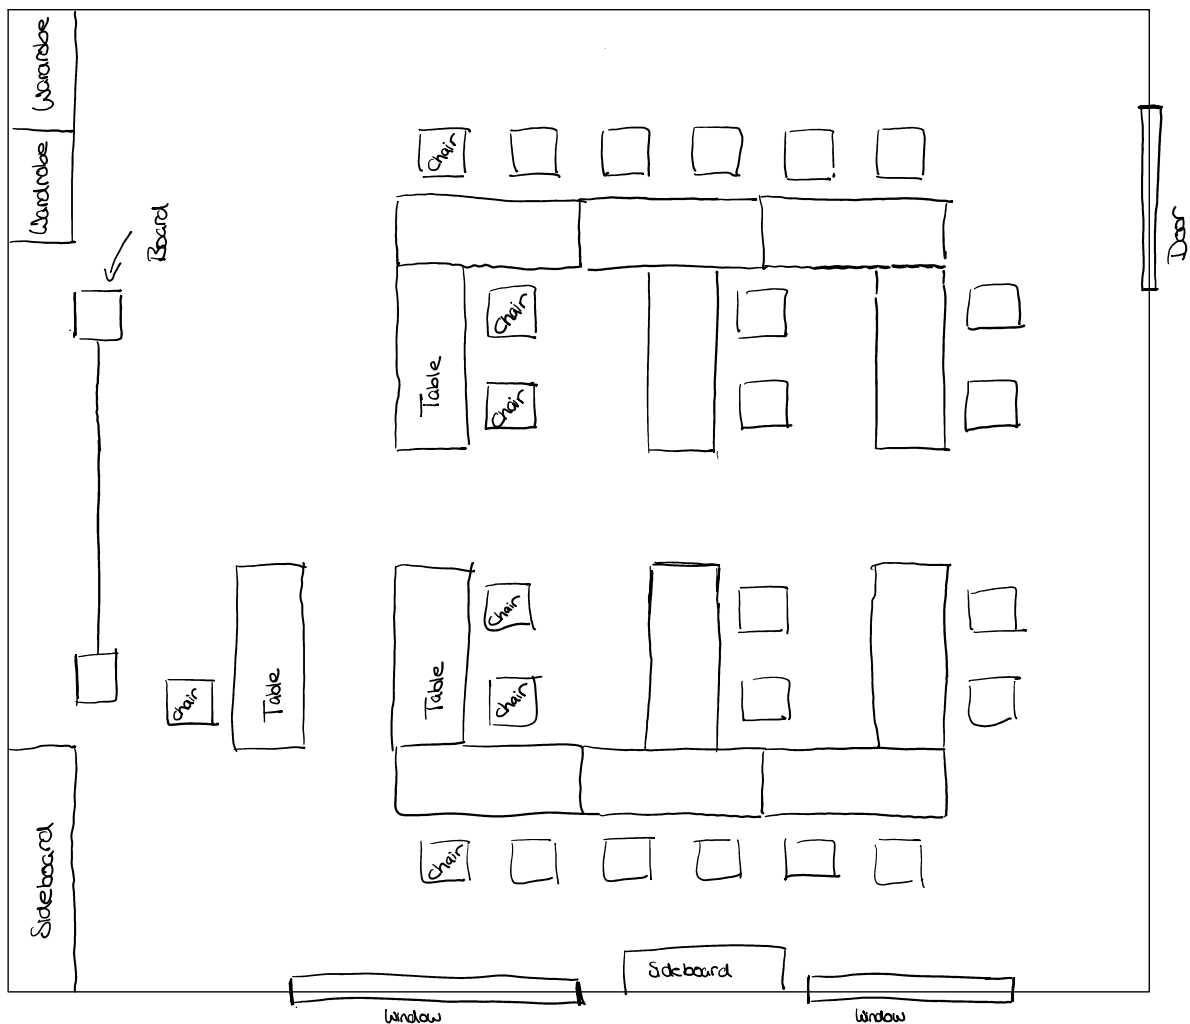 Wardrobe
Wardrobe
Board
Door
Chair
Chair
Chair
Table
Chair
Chair
Chair
Table
Table
Chair
Sideboard
Sideboard
Window
Window